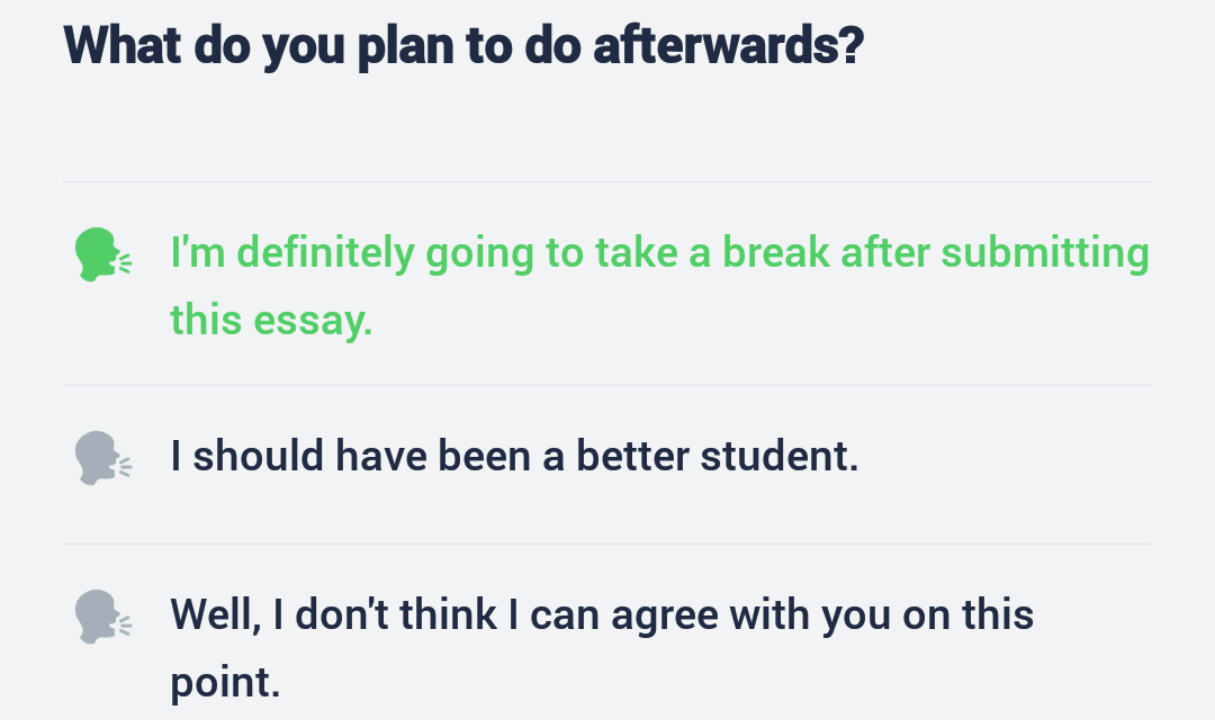 What do you plan to do afterwards?
I'm definitely going to take a break after submitting
this essay.
I should have been a better student.
Well, I don't think I can agree with you on this
point.